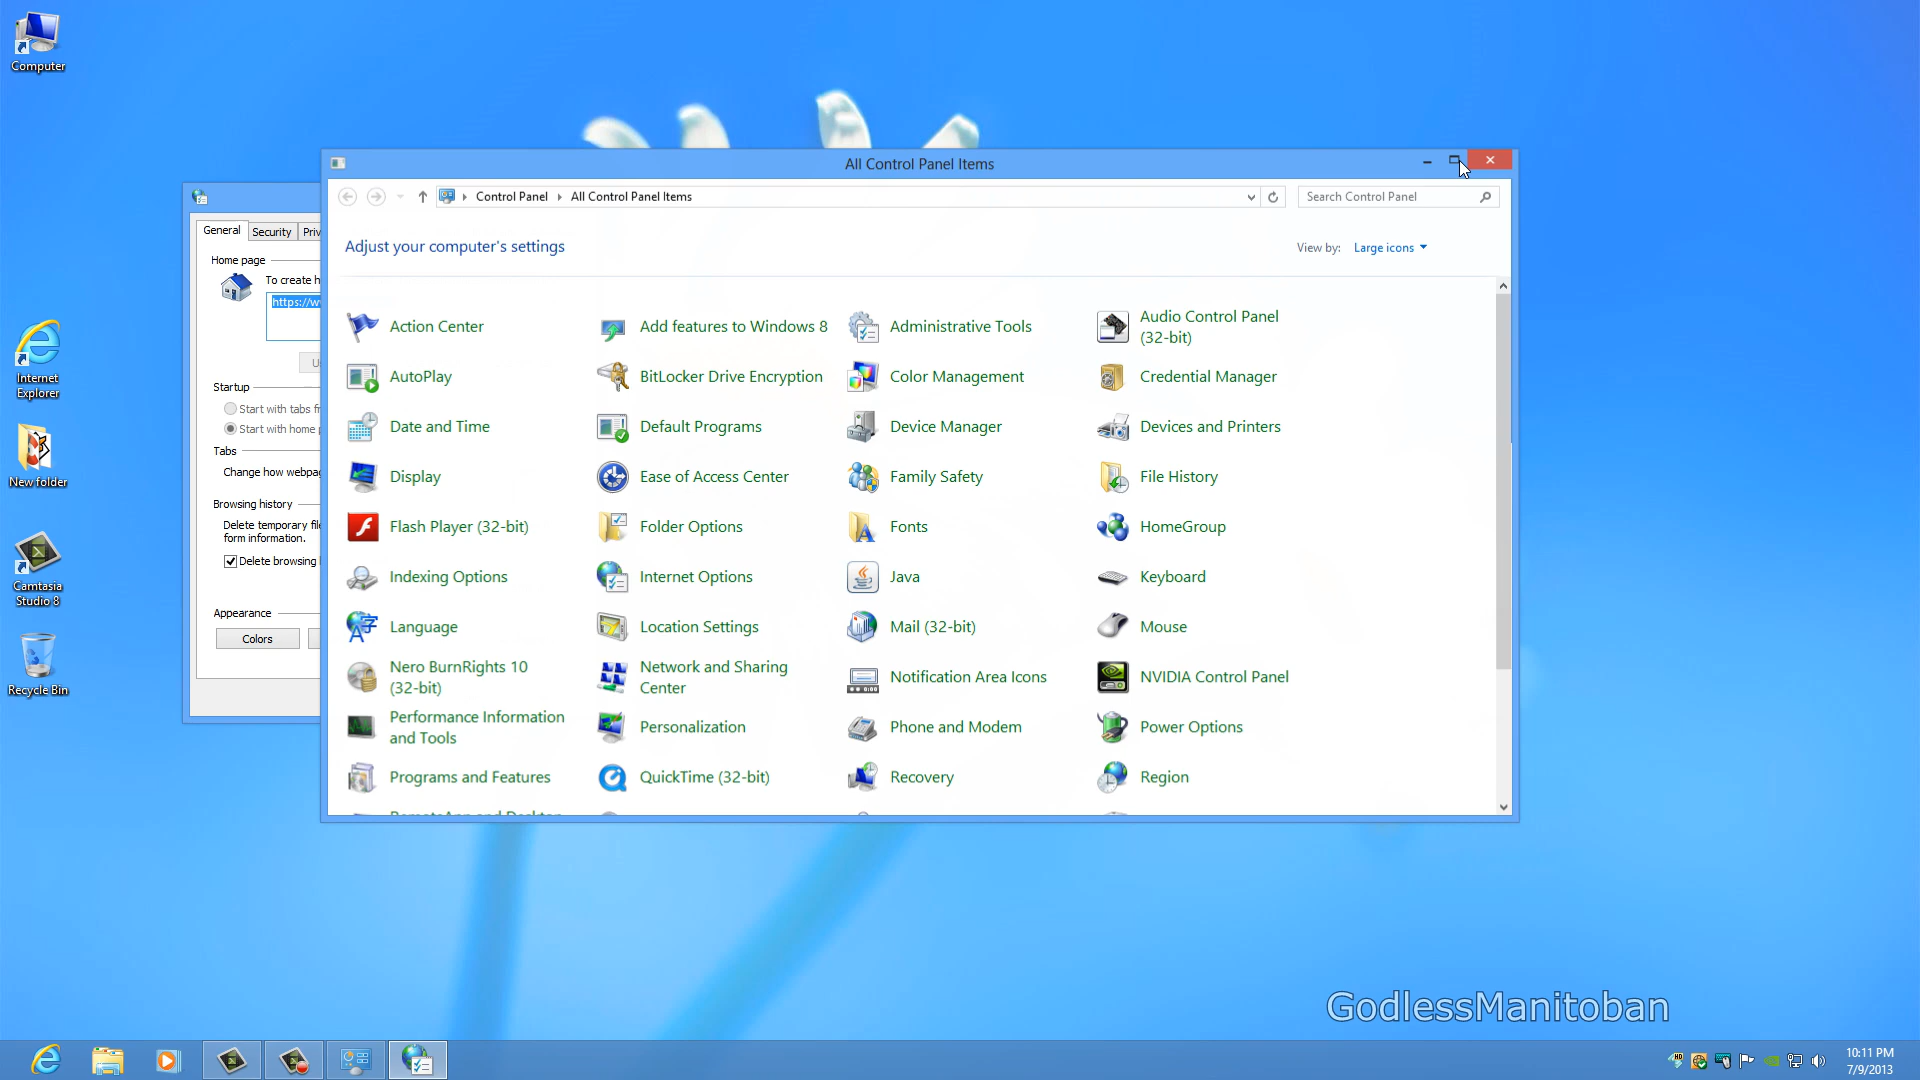 Computer
Internet
Explorer
New folder
Camtasia
Studio 8
Recycle Bin
General
Security
Home page
To create h
https://w
Startup
Start with tabs f
Start with home p
Tabs
Change how webpag
Browsing history
Delete temporary fil
form information.
Delete browsing
Appearance
Colors
All Control Panel Items
Control Panel
All Control Panel Items
Search Control Panel
Adjust your computer's settings
View by: Large icons
Action Center
Add features to Windows 8
Administrative Tools
Audio Control Panel
(32-bit)
AutoPlay
BitLocker Drive Encryption
Color Management
Credential Manager
Date and Time
Default Programs
Device Manager
Devices and Printers
Display
Ease of Access Center
Family Safety
File History
Flash Player (32-bit)
Folder Options
Fonts
HomeGroup
Indexing Options
Internet Options
Java
Keyboard
Language
Location Settings
Mail (32-bit)
Mouse
Nero BurnRights 10
(32-bit)
Network and Sharing
Center
Notification Area Icons
NVIDIA Control Panel
Performance Information
and Tools
Personalization
Phone and Modem
Power Options
Programs and Features
QuickTime (32-bit)
Recovery
Region
GodlessManitoban
10:11 PM
7/9/2013